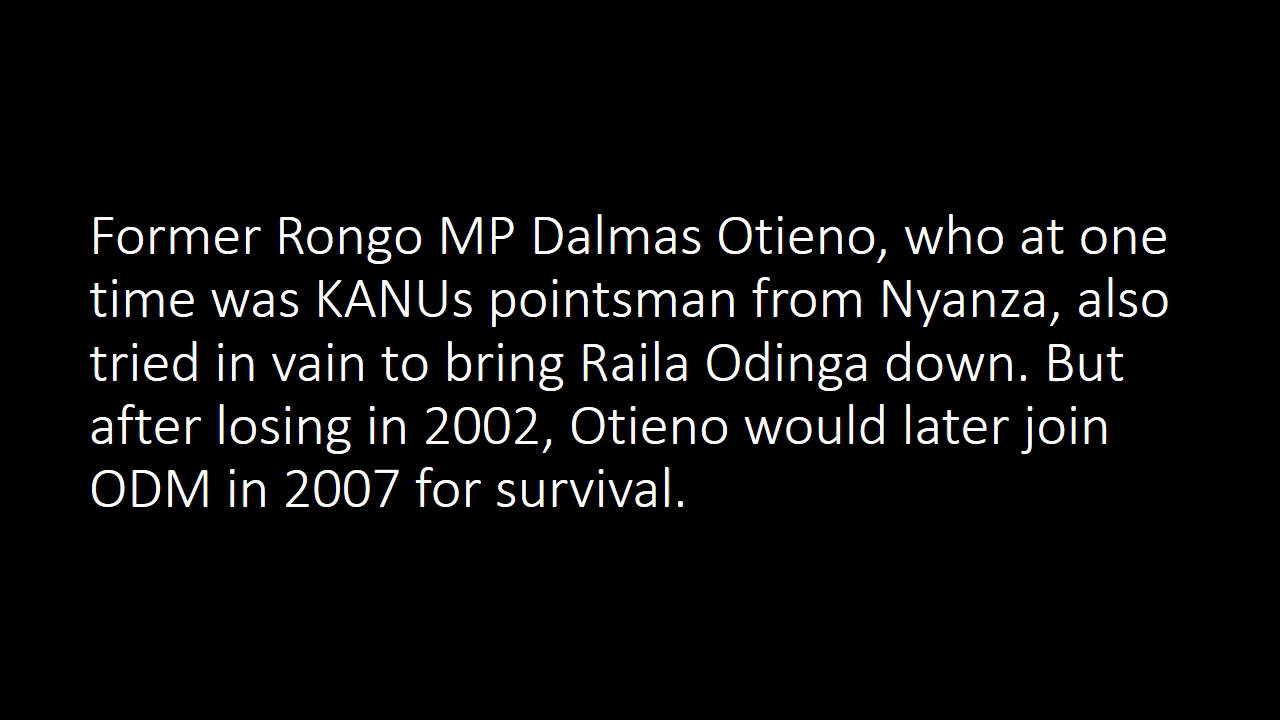 Former Rongo MP Dalmas Otieno, who at one
time was KANUs pointsman from Nyanza, also
tried in vain to bring Raila Odinga down. But
after losing in 2002, Otieno would later join
ODM in 2007 for survival.